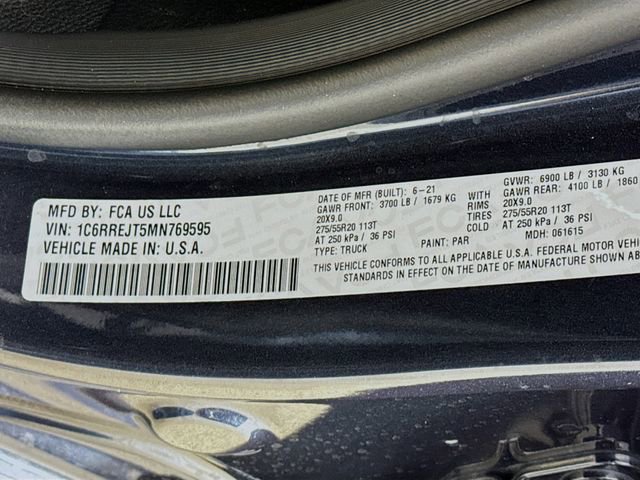 MFD BY: FCA US LLC
VIN: 1C6RREJT5MN769595
VEHICLE MADE IN: U.S.A.
DATE OF MFR (BUILT): 6-21
GAWR FRONT: 3700 LB / 1679 KG
20X9.0
275/55R20 113T
AT 250 kPa / 36 PSI
TYPE: TRUCK
WITH
RIMS
TIRES
COLD
GVWR: 6900 LB / 3130 KG
GAWR REAR: 4100 LB / 1860
20X9.0
275/55R20 113T
AT 250 kPa / 36 PSI
PAINT: PAR MDH: 061615
THIS VEHICLE CONFORMS TO ALL APPLICABLE U.S.A. FEDERAL MOTOR
STANDARDS IN EFFECT ON THE DATE OF MANUFACTURE SHOWN